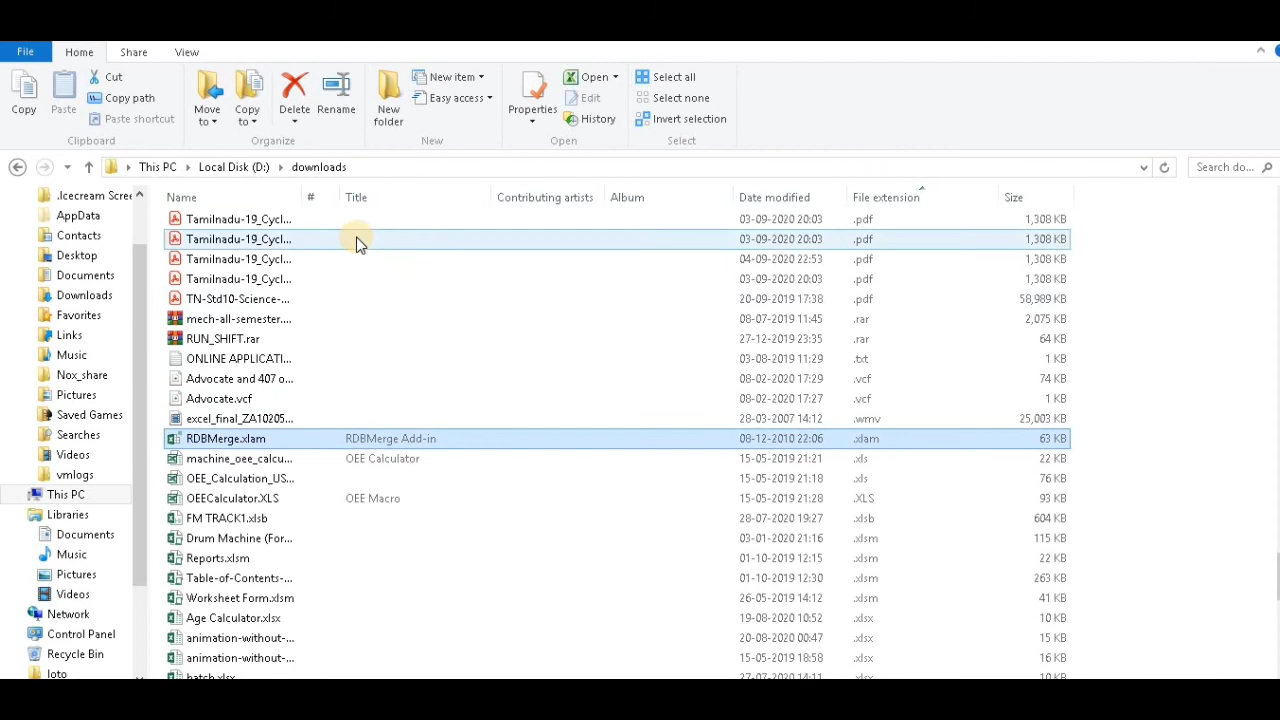 File Home Share View
Cut
Copy path
Paste shortcut
Copy Paste
Clipboard
Move to Copy to Delete Rename
Organize
New folder
New item
Easy access
New
Properties
Open
Edit
History
Open
Select all
Select none
Invert selection
Select
This PC Local Disk (D:) downloads Search do...
.Icecream Scree
AppData
Contacts
Desktop
Documents
Downloads
Favorites
Links
Music
Nox_share
Pictures
Saved Games
Searches
Videos
vmlogs
This PC
Libraries
Documents
Music
Pictures
Videos
Network
Control Panel
Recycle Bin
loto
Name # Title Contributing artists Album Date modified File extension Size
Tamilnadu-19_Cycl... 03-09-2020 20:03 .pdf 1,308 KB
Tamilnadu-19_Cycl... 03-09-2020 20:03 .pdf 1,308 KB
Tamilnadu-19_Cycl... 04-09-2020 22:53 .pdf 1,308 KB
Tamilnadu-19_Cycl... 03-09-2020 20:03 .pdf 1,308 KB
TN-Std10-Science-... 20-09-2019 17:38 .pdf 58,989 KB
mech-all-semester.... 08-07-2019 11:45 .rar 2,075 KB
RUN_SHIFT.rar 27-12-2019 23:35 .rar 64 KB
ONLINE APPLICATI... 03-08-2019 11:29 .txt 1 KB
Advocate and 407 o... 08-02-2020 17:29 .vcf 74 KB
Advocate.vcf 08-02-2020 17:27 .vcf 1 KB
excel_final_ZA10205... 28-03-2007 14:12 .wmv 25,003 KB
RDBMerge.xlam RDBMerge Add-in 08-12-2010 22:06 .xlam 63 KB
machine_oee_calcu... OEE Calculator 15-05-2019 21:21 .xls 22 KB
OEE_Calculation_US... 15-05-2019 21:18 .xls 76 KB
OEECalculator.XLS OEE Macro 15-05-2019 21:28 .XLS 93 KB
FM TRACK1.xlsb 28-07-2020 19:27 .xlsb 604 KB
Drum Machine (For... 03-01-2020 21:16 .xlsm 115 KB
Reports.xlsm 01-10-2019 12:15 .xlsm 22 KB
Table-of-Contents-... 01-10-2019 12:30 .xlsm 263 KB
Worksheet Form.xlsm 26-05-2019 14:12 .xlsm 41 KB
Age Calculator.xlsx 19-08-2020 10:52 .xlsx 10 KB
animation-without-... 20-08-2020 00:47 .xlsx 15 KB
animation-without-... 15-05-2019 18:58 .xlsx 16 KB
27-07-2020 14:11 .xlsx 10 KB